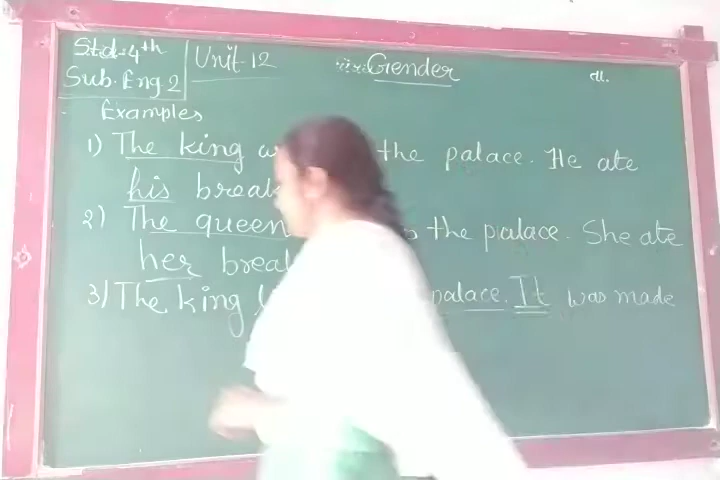 Std-4th
Sub. Eng 2
Unit-12
Gender
Examples
1) The king the palace. He ate
his break
2) The queen the palace. She ate
her break
3) The king palace. It was made